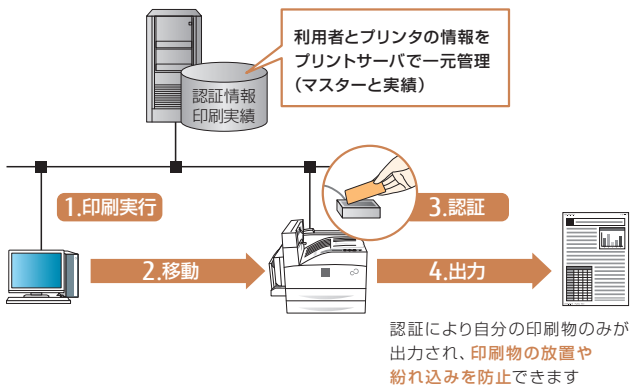 利用者とプリンタの情報を
プリントサーバで一元管理
(マスターと実績)
認証情報
印刷実績
1.印刷実行
3.認証
2.移動
4.出力
認証により自分の印刷物のみが
出力され、印刷物の放置や
紛れ込みを防止できます